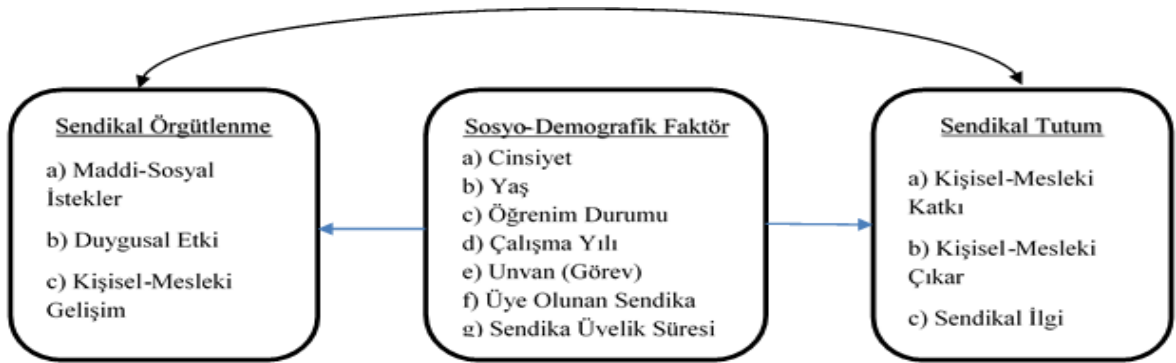 Sendikal Örgütlenme
a) Maddi-Sosyal
İstekler
b) Duygusal Etki
c) Kişisel-Mesleki
Gelişim
Sosyo-Demografik Faktör
a) Cinsiyet
b) Yaş
c) Öğrenim Durumu
d) Çalışma Yılı
e) Unvan (Görev)
f) Üye Olunan Sendika
g) Sendika Üyelik Süresi
Sendikal Tutum
a) Kişisel-Mesleki
Katkı
b) Kişisel-Mesleki
Çıkar
c) Sendikal İlgi